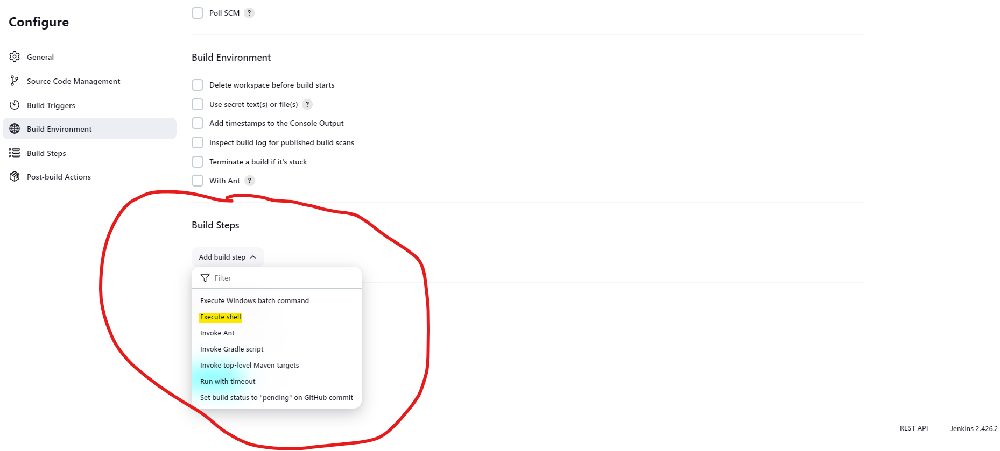 Configure
General
Source Code Management
Build Triggers
Build Environment
Build Steps
Post-build Actions
Poll SCM ?
Build Environment
Delete workspace before build starts
Use secret text(s) or file(s) ?
Add timestamps to the Console Output
Inspect build log for published build scans
Terminate a build if it's stuck
With Ant ?
Build Steps
Add build step
Filter
Execute Windows batch command
Execute shell
Invoke Ant
Invoke Gradle script
Invoke top-level Maven targets
Run with timeout
Set build status to "pending" on GitHub commit
REST API
Jenkins 2.426.2